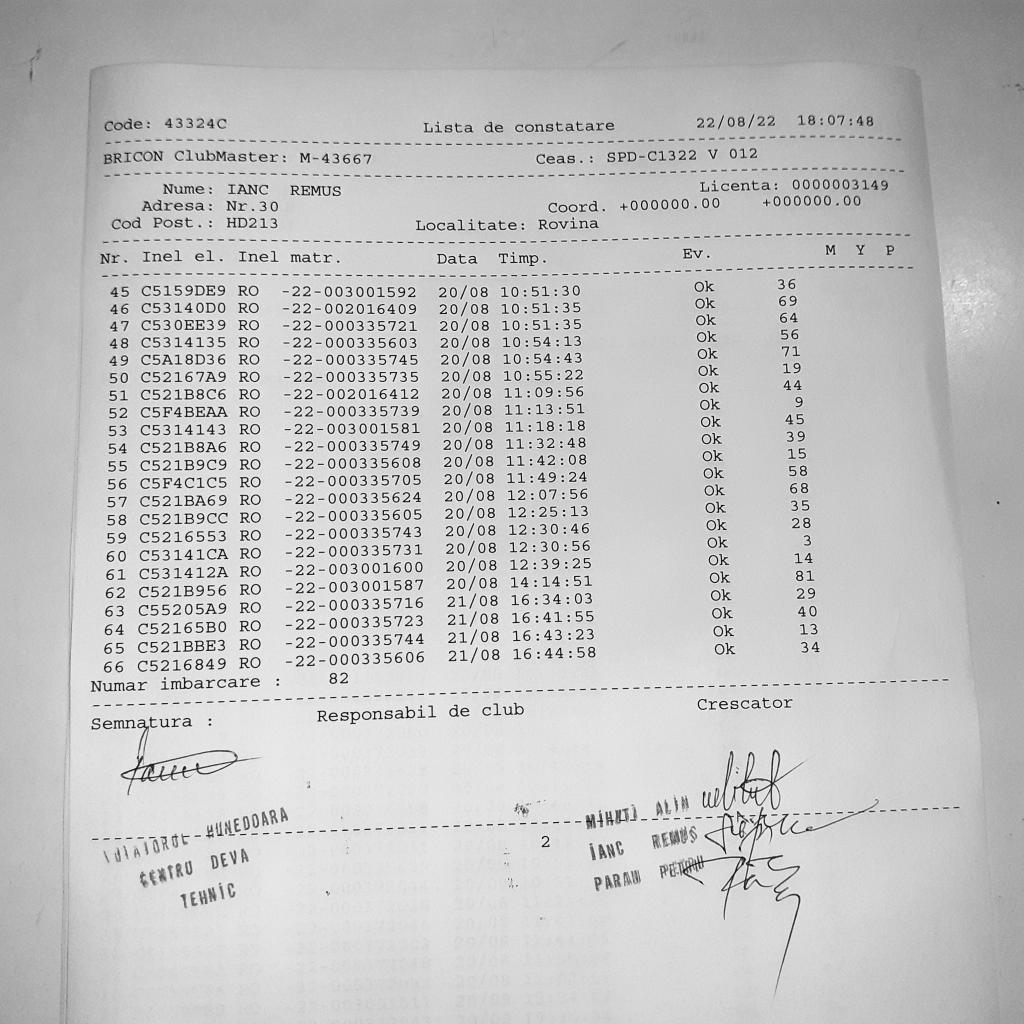 Code: 43324C Lista de constatare 22/08/22 18:07:48
BRICON ClubMaster: M-43667 Ceas.: SPD-C1322 V 012
Nume: IANC REMUS Licenta: 0000003149
Adresa: Nr.30 Coord. +000000.00 +000000.00
Cod Post.: HD213 Localitate: Rovina
Nr. Inel el. Inel matr. Data Timp. Ev. M Y P
45 C5159DE9 RO -22-003001592 20/08 10:51:30 Ok 36
46 C53140D0 RO -22-002016409 20/08 10:51:35 Ok 69
47 C530EE39 RO -22-000335721 20/08 10:51:35 Ok 64
48 C5314135 RO -22-000335603 20/08 10:54:13 Ok 56
49 C5A18D36 RO -22-000335745 20/08 10:54:43 Ok 71
50 C52167A9 RO -22-000335735 20/08 10:55:22 Ok 19
51 C521B8C6 RO -22-002016412 20/08 11:09:56 Ok 44
52 C5F4BEAA RO -22-000335739 20/08 11:13:51 Ok 9
53 C5314143 RO -22-003001581 20/08 11:18:18 Ok 45
54 C521B8A6 RO -22-000335749 20/08 11:32:48 Ok 39
55 C521B9C9 RO -22-000335608 20/08 11:42:08 Ok 15
56 C5F4C1C5 RO -22-000335705 20/08 11:49:24 Ok 58
57 C521BA69 RO -22-000335624 20/08 12:07:56 Ok 68
58 C521B9CC RO -22-000335605 20/08 12:25:13 Ok 35
59 C5216553 RO -22-000335743 20/08 12:30:46 Ok 28
60 C53141CA RO -22-000335731 20/08 12:30:56 Ok 3
61 C531412A RO -22-003001600 20/08 12:39:25 Ok 14
62 C521B956 RO -22-003001587 20/08 14:14:51 Ok 81
63 C55205A9 RO -22-000335716 21/08 16:34:03 Ok 29
64 C52165B0 RO -22-000335723 21/08 16:41:55 Ok 40
65 C521BBE3 RO -22-000335744 21/08 16:43:23 Ok 13
66 C5216849 RO -22-000335606 21/08 16:44:58 Ok 34
Numar imbarcare : 82
Semnatura : Responsabil de club Crescator
HUNEDOARA
CENTRU DEVA
TEHNIC
2
MIHUTI ALIN
IANC REMUS
PARAN PETRU